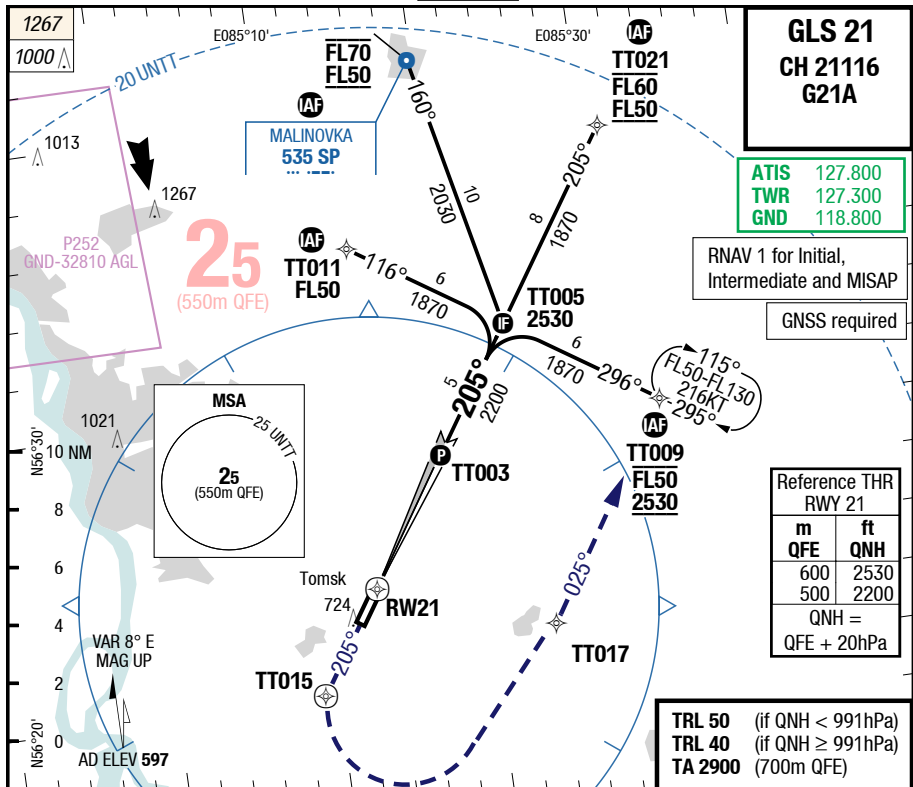 1267
1000
E085°10'
E085°30'
20 UNTT
FL70
FL50
IAF
MALINOVKA
535 SP
IAF
TT021
FL60
FL50
GLS 21
CH 21116
G21A
ATIS 127.800
TWR 127.300
GND 118.800
RNAV 1 for Initial,
Intermediate and MISAP
GNSS required
1013
1267
P252
GND-32810 AGL
25
(550m QFE)
160°
10
2030
205°
8
1870
IAF
TT011
FL50
116°
6
1870
IF
TT005
2530
6
1870
296°
115°
FL50-FL130
216KT
295°
IAF
TT009
FL50
2530
205°
5
2200
P
TT003
MSA
25 UNTT
25
(550m QFE)
1021
N56°30'
10 NM
8
6
4
2
0
N56°20'
Tomsk
724
RW21
205°
TT015
025°
TT017
VAR 8° E
MAG UP
AD ELEV 597
Reference THR
RWY 21
m ft
QFE QNH
600 2530
500 2200
QNH =
QFE + 20hPa
TRL 50 (if QNH < 991hPa)
TRL 40 (if QNH ≥ 991hPa)
TA 2900 (700m QFE)